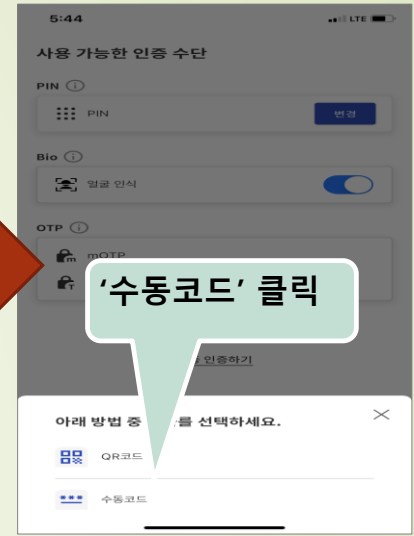 5:44
LTE
사용 가능한 인증 수단
PIN
PIN
변경
Bio
얼굴 인식
OTP
mOTP
'수동코드' 클릭
인증하기
아래 방법 중 를 선택하세요.
QR코드
수동코드